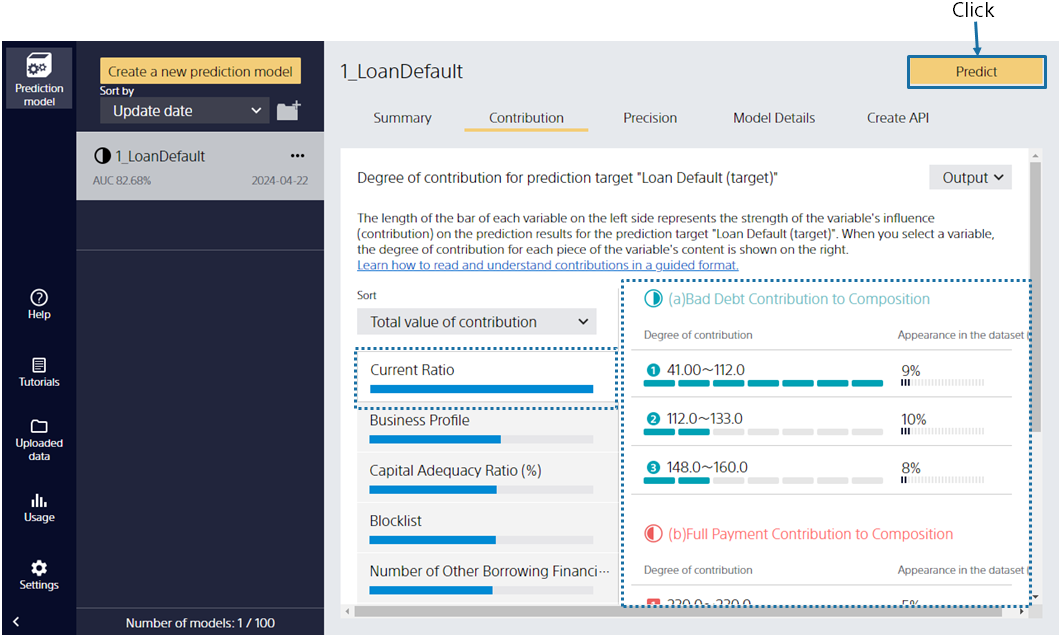 Click
Prediction
model
Create a new prediction model
Sort by
Update date
1_LoanDefault
AUC 82.68%
2024-04-22
Help
Tutorials
Uploaded
data
Usage
Settings
Number of models: 1 / 100
1_LoanDefault
Predict
Summary
Contribution
Precision
Model Details
Create API
Degree of contribution for prediction target "Loan Default (target)"
Output
The length of the bar of each variable on the left side represents the strength of the variable's influence
(contribution) on the prediction results for the prediction target "Loan Default (target)". When you select a variable,
the degree of contribution for each piece of the variable's content is shown on the right.
Learn how to read and understand contributions in a guided format.
Sort
Total value of contribution
Current Ratio
Business Profile
Capital Adequacy Ratio (%)
Blocklist
Number of Other Borrowing Financi···
(a)Bad Debt Contribution to Composition
Degree of contribution
Appearance in the dataset (
1 41.00～112.0
9%
2 112.0～133.0
10%
3 148.0～160.0
8%
(b)Full Payment Contribution to Composition
Degree of contribution
Appearance in the dataset (